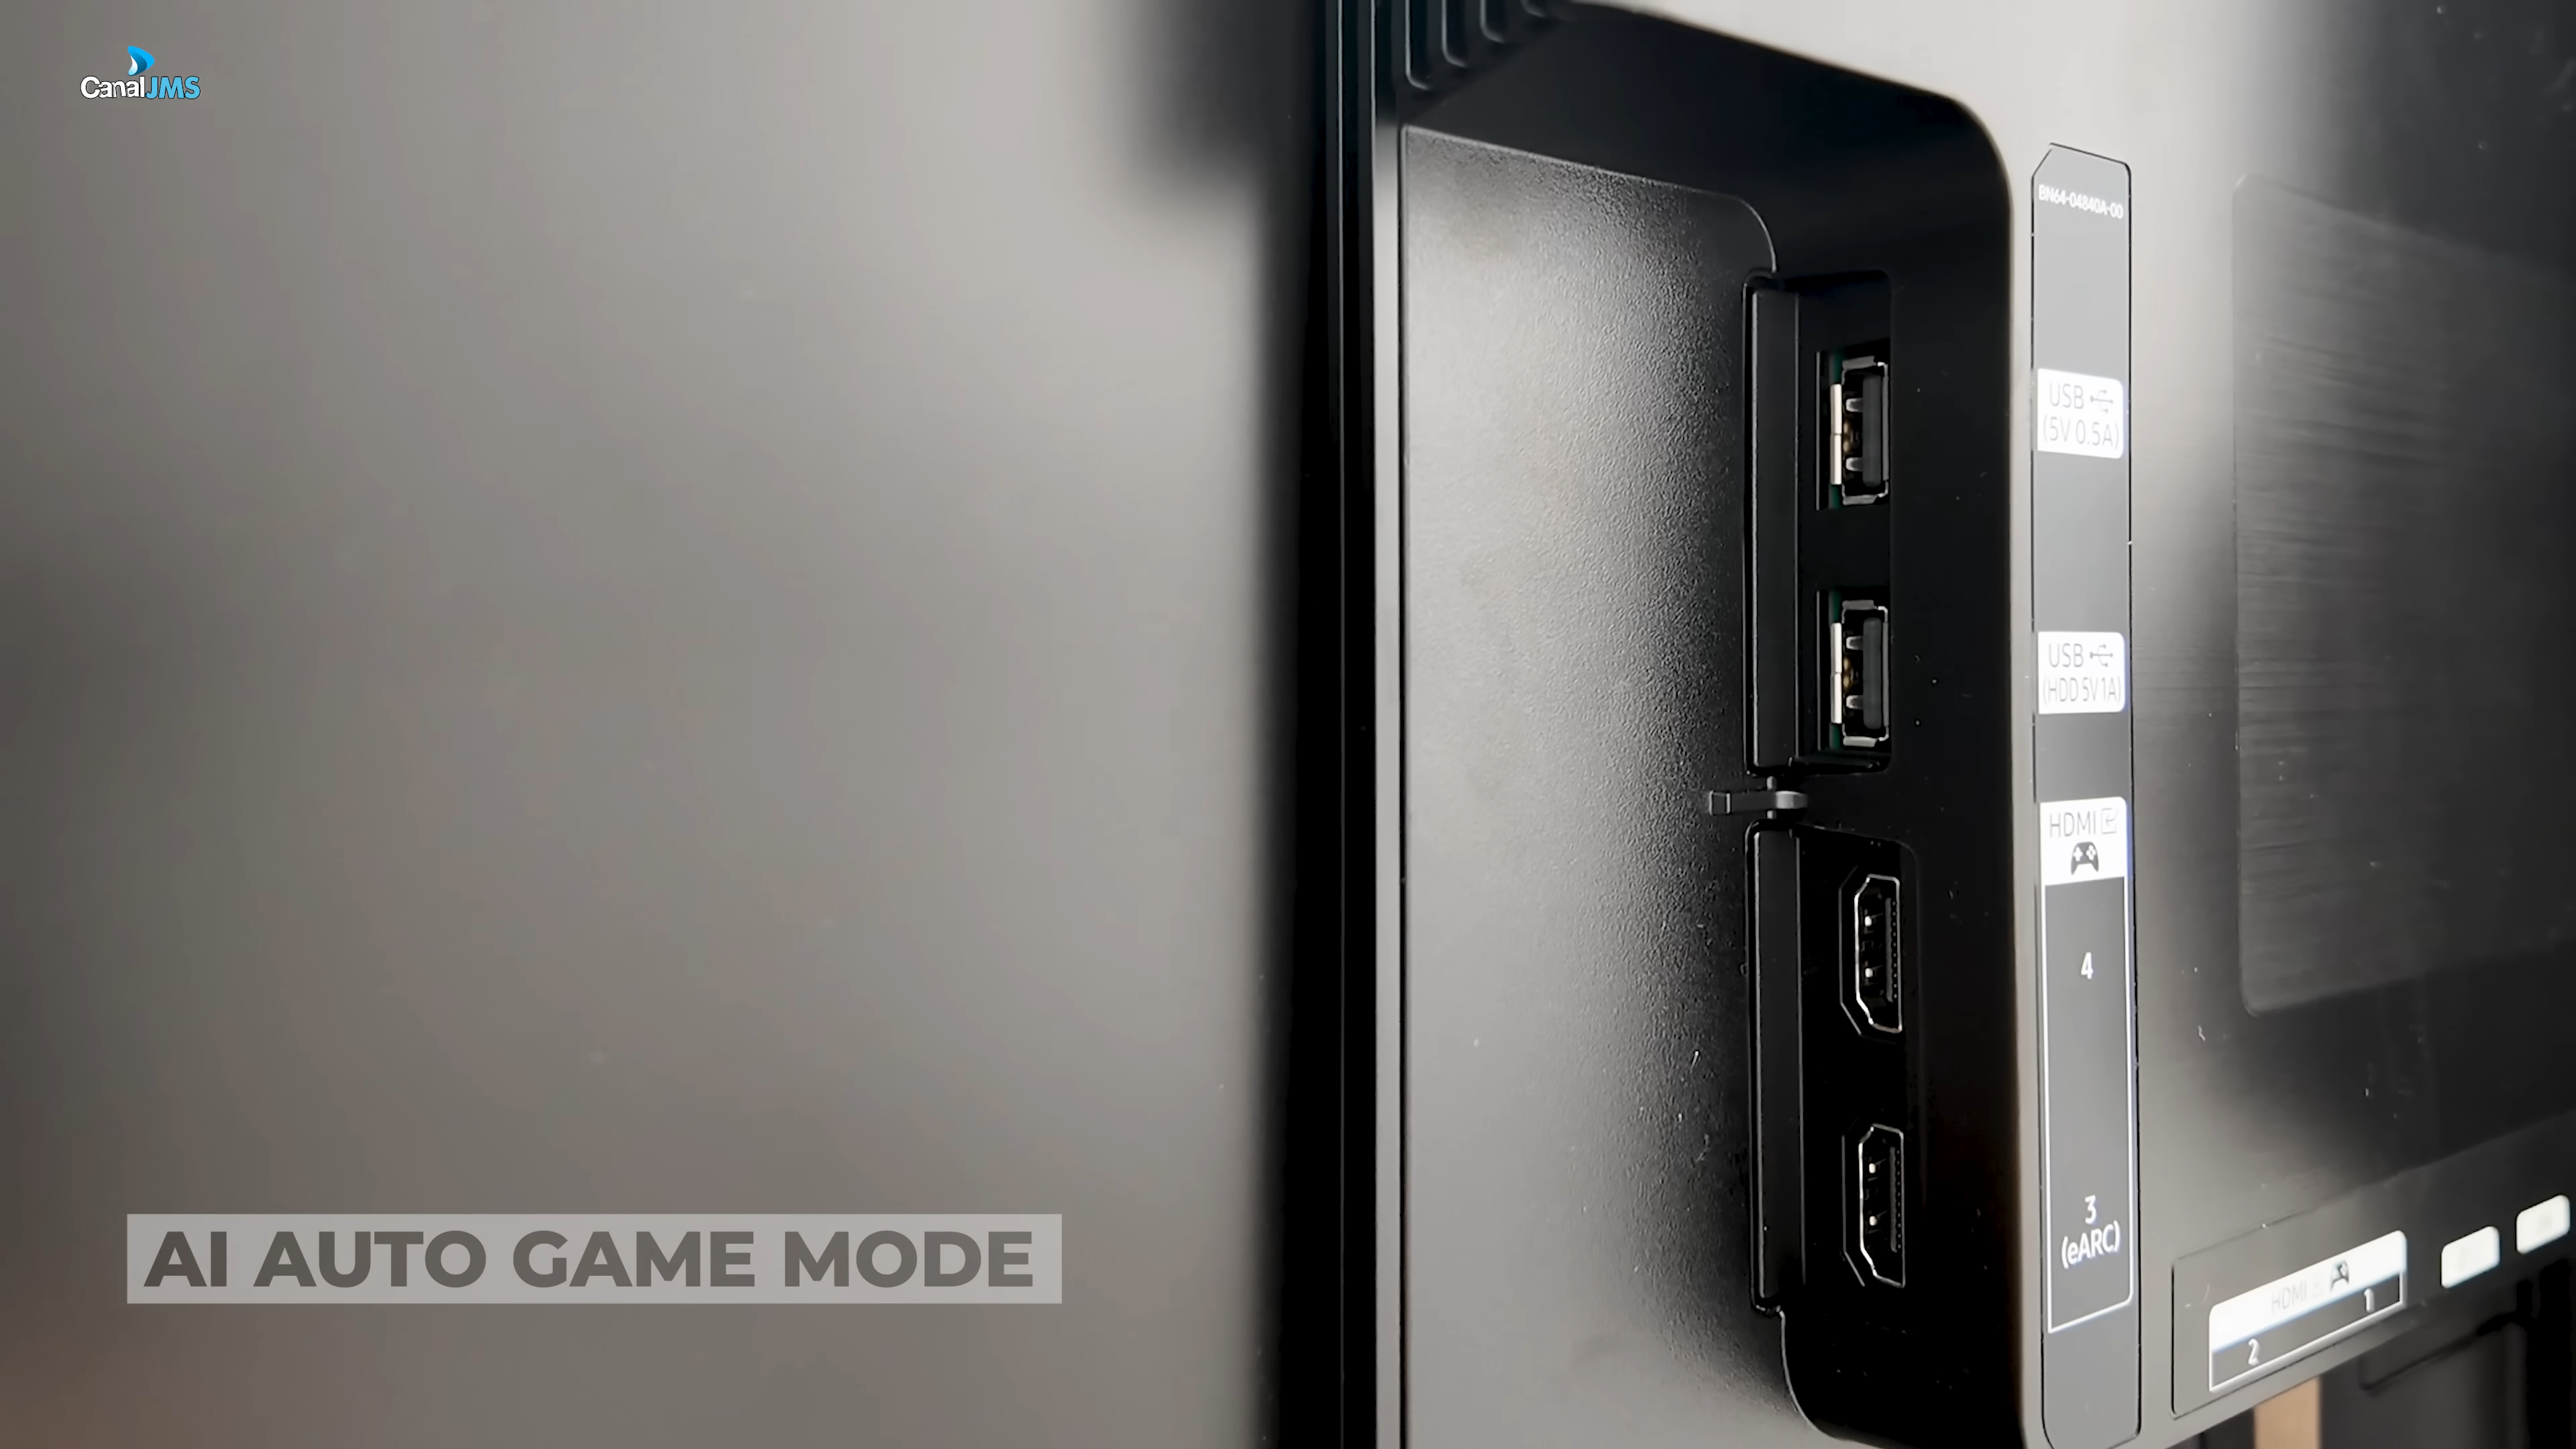 CanalJMS
BN64-04840A-00
USB
(5V 0.5A)
USB
(HDD 5V 1A)
HDMI
4
3
(eARC)
HDMI
1
2
AI AUTO GAME MODE